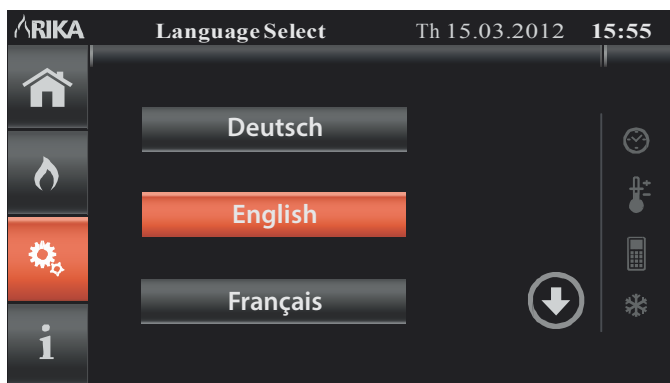 RIKA Language Select Th 15.03.2012 15:55
Deutsch
English
Français
i